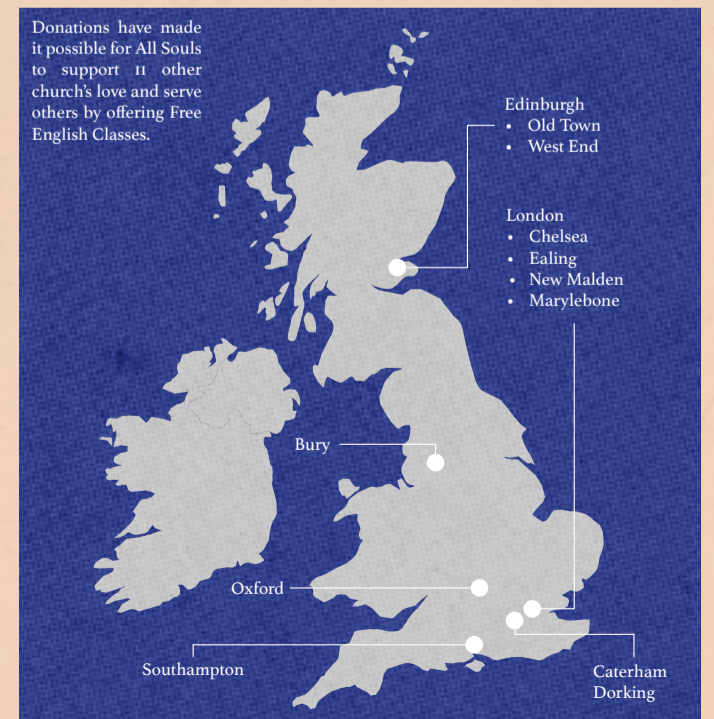 Donations have made
it possible for All Souls
to support 11 other
church's love and serve
others by offering Free
English Classes.
Edinburgh
• Old Town
• West End
London
• Chelsea
• Ealing
• New Malden
• Marylebone
Bury
Oxford
Southampton
Caterham
Dorking